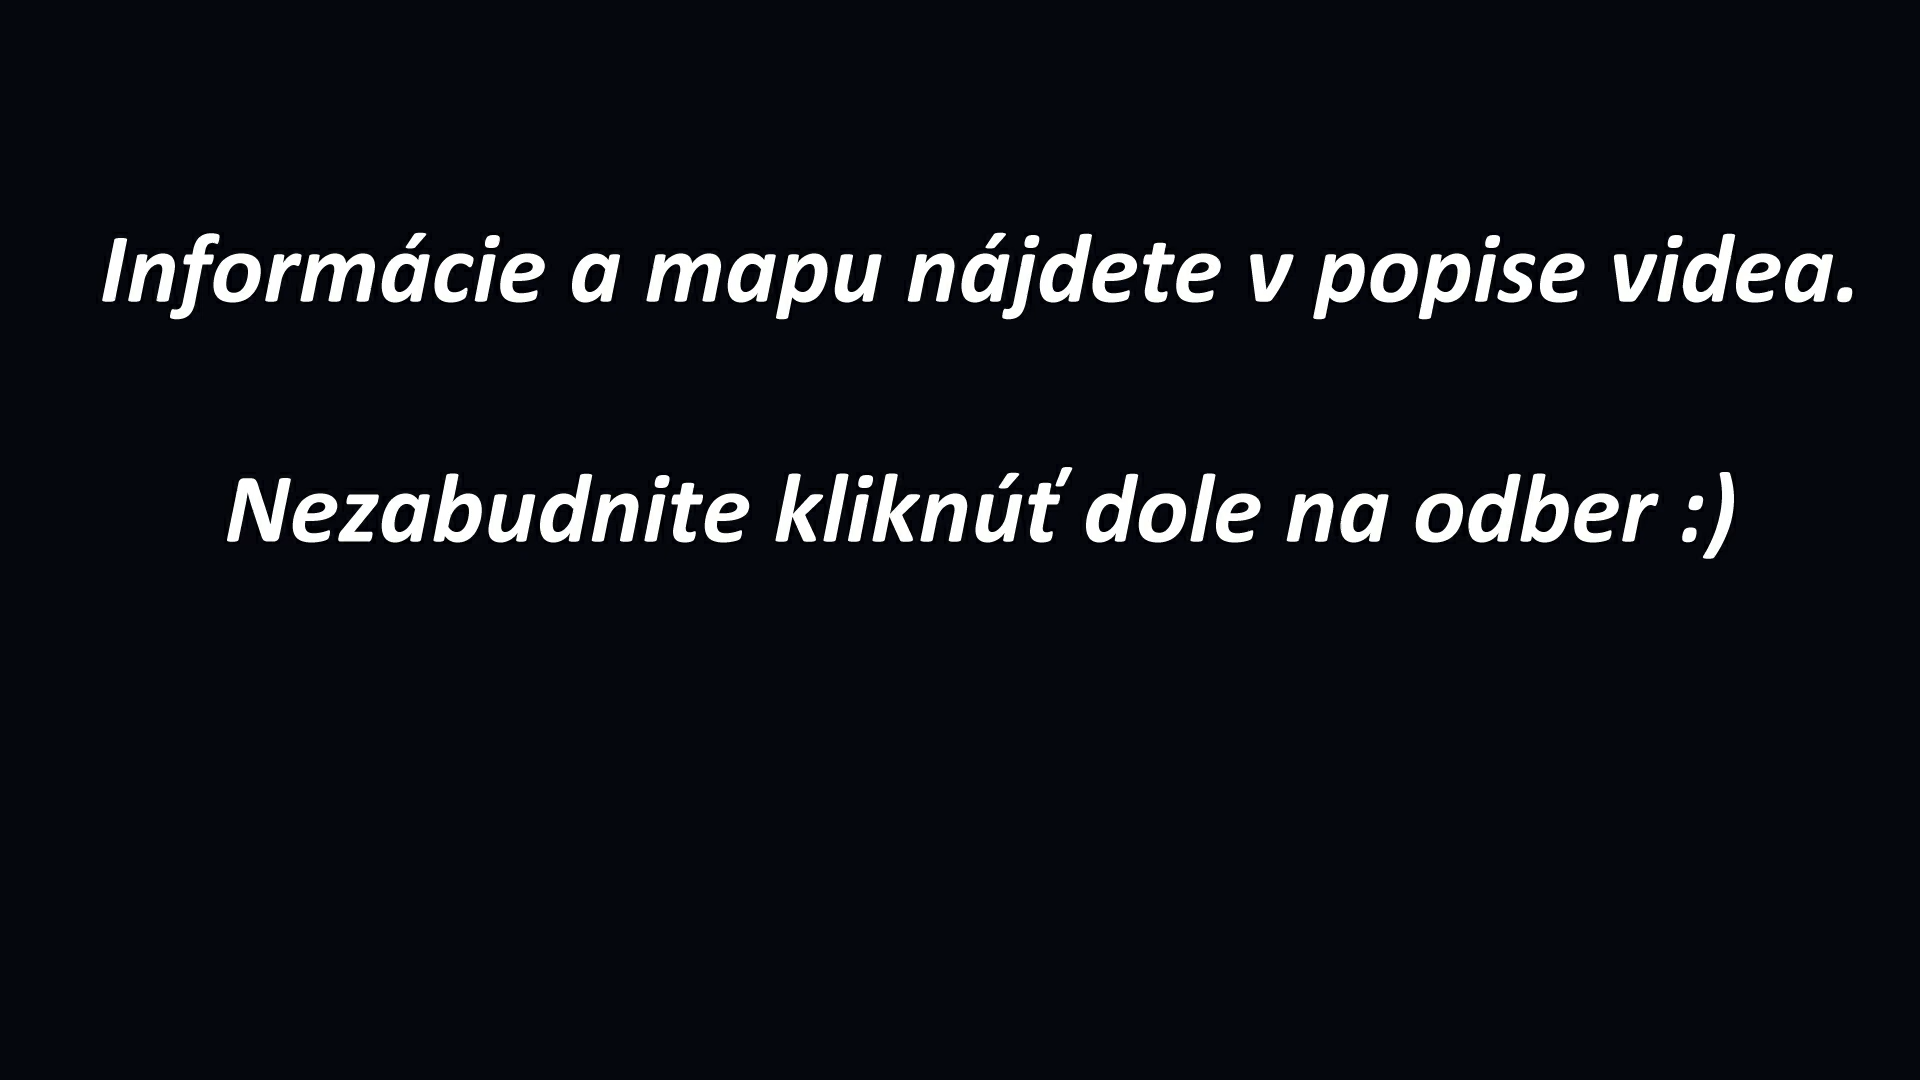 Informácie a mapu nájdete v popise videa.
Nezabudnite kliknúť dole na odber :)